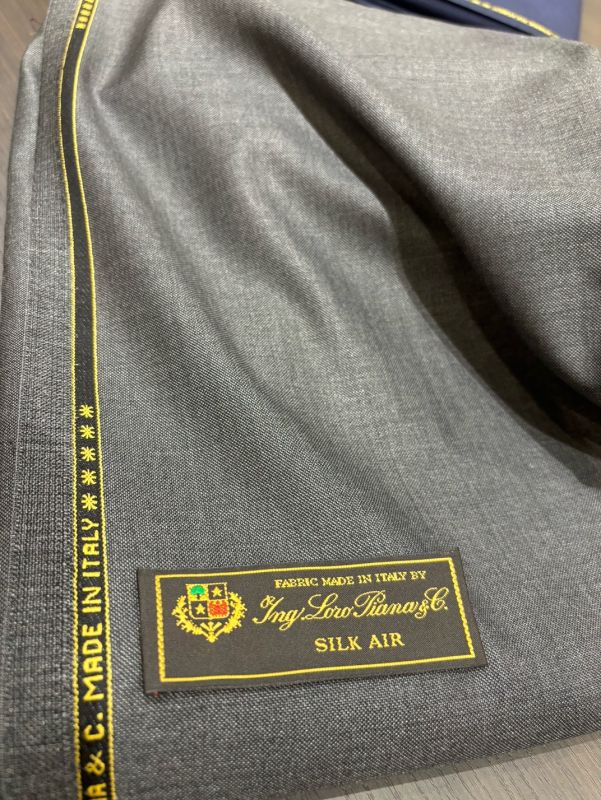 A & C. MADE IN ITALY *****
FABRIC MADE IN ITALY BY
Ing. Loro Piana & C.
SILK AIR